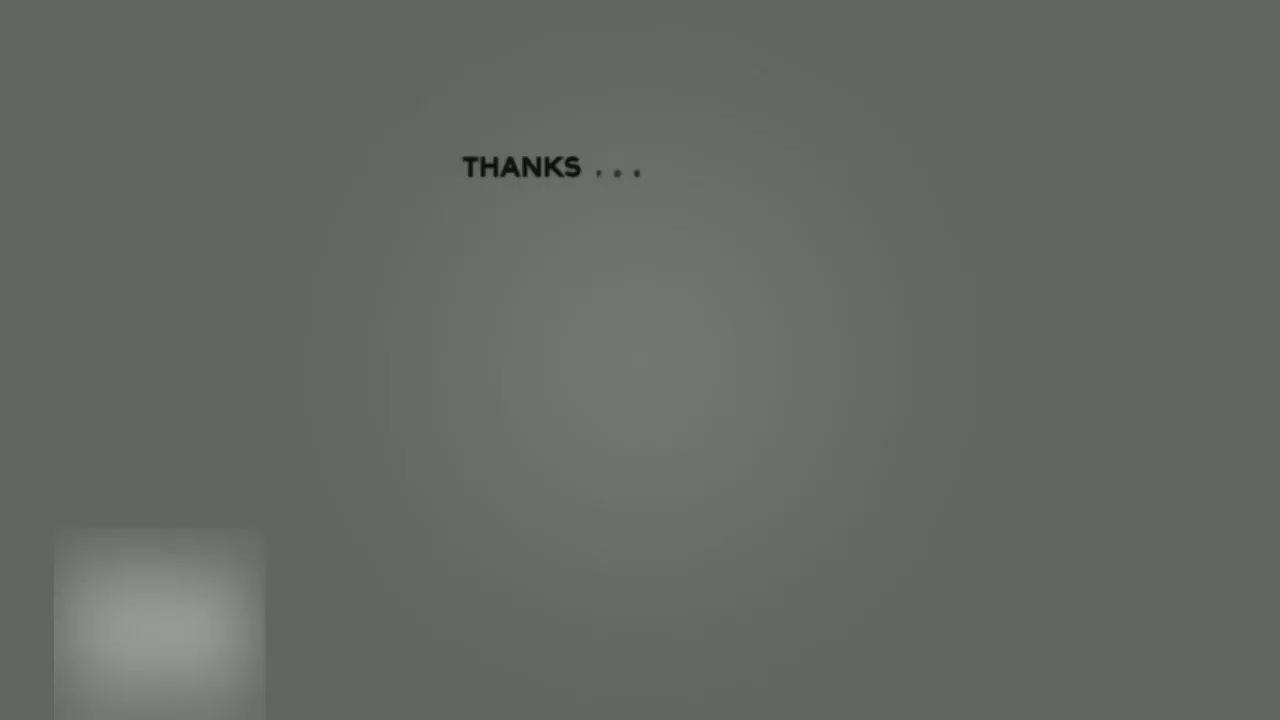 THANKS . . .